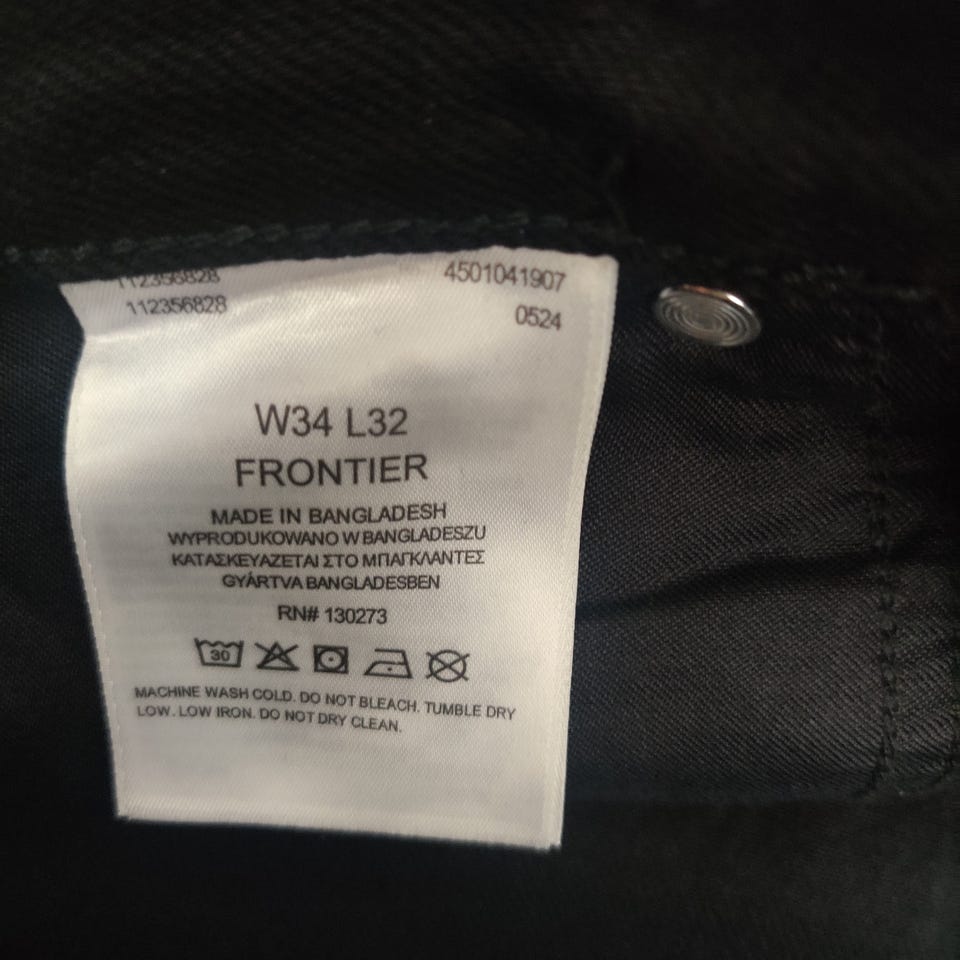 112356828 4501041907
112356828 0524
W34 L32
FRONTIER
MADE IN BANGLADESH
WYPRODUKOWANO W BANGLADESZU
ΚΑΤΑΣΚΕΥΑΖΕΤΑΙ ΣΤΟ ΜΠΑΓΚΛΑΝΤΕΣ
GYÁRTVA BANGLADESBEN
RN# 130273
30
MACHINE WASH COLD. DO NOT BLEACH. TUMBLE DRY
LOW. LOW IRON. DO NOT DRY CLEAN.